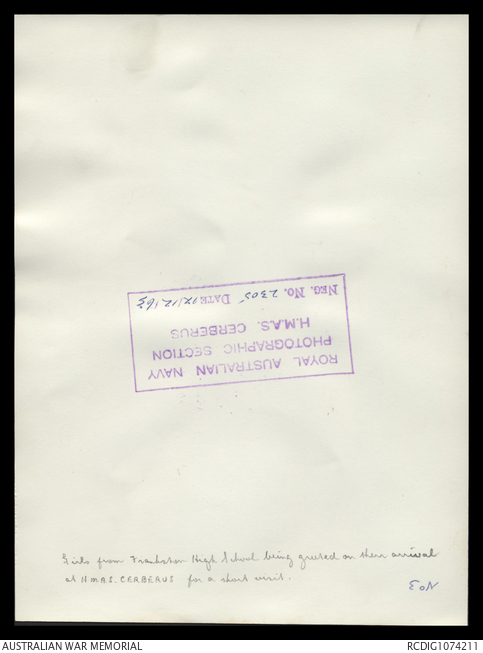 ROYAL AUSTRALIAN NAVY
PHOTOGRAPHIC SECTION
H.M.A.S. CERBERUS
NEG. No. 2305 DATE 12/12/63
Girls from Frankston High School being greeted on their arrival
at H.M.A.S. CERBERUS for a short visit.
No 3
AUSTRALIAN WAR MEMORIAL
RCDIG1074211